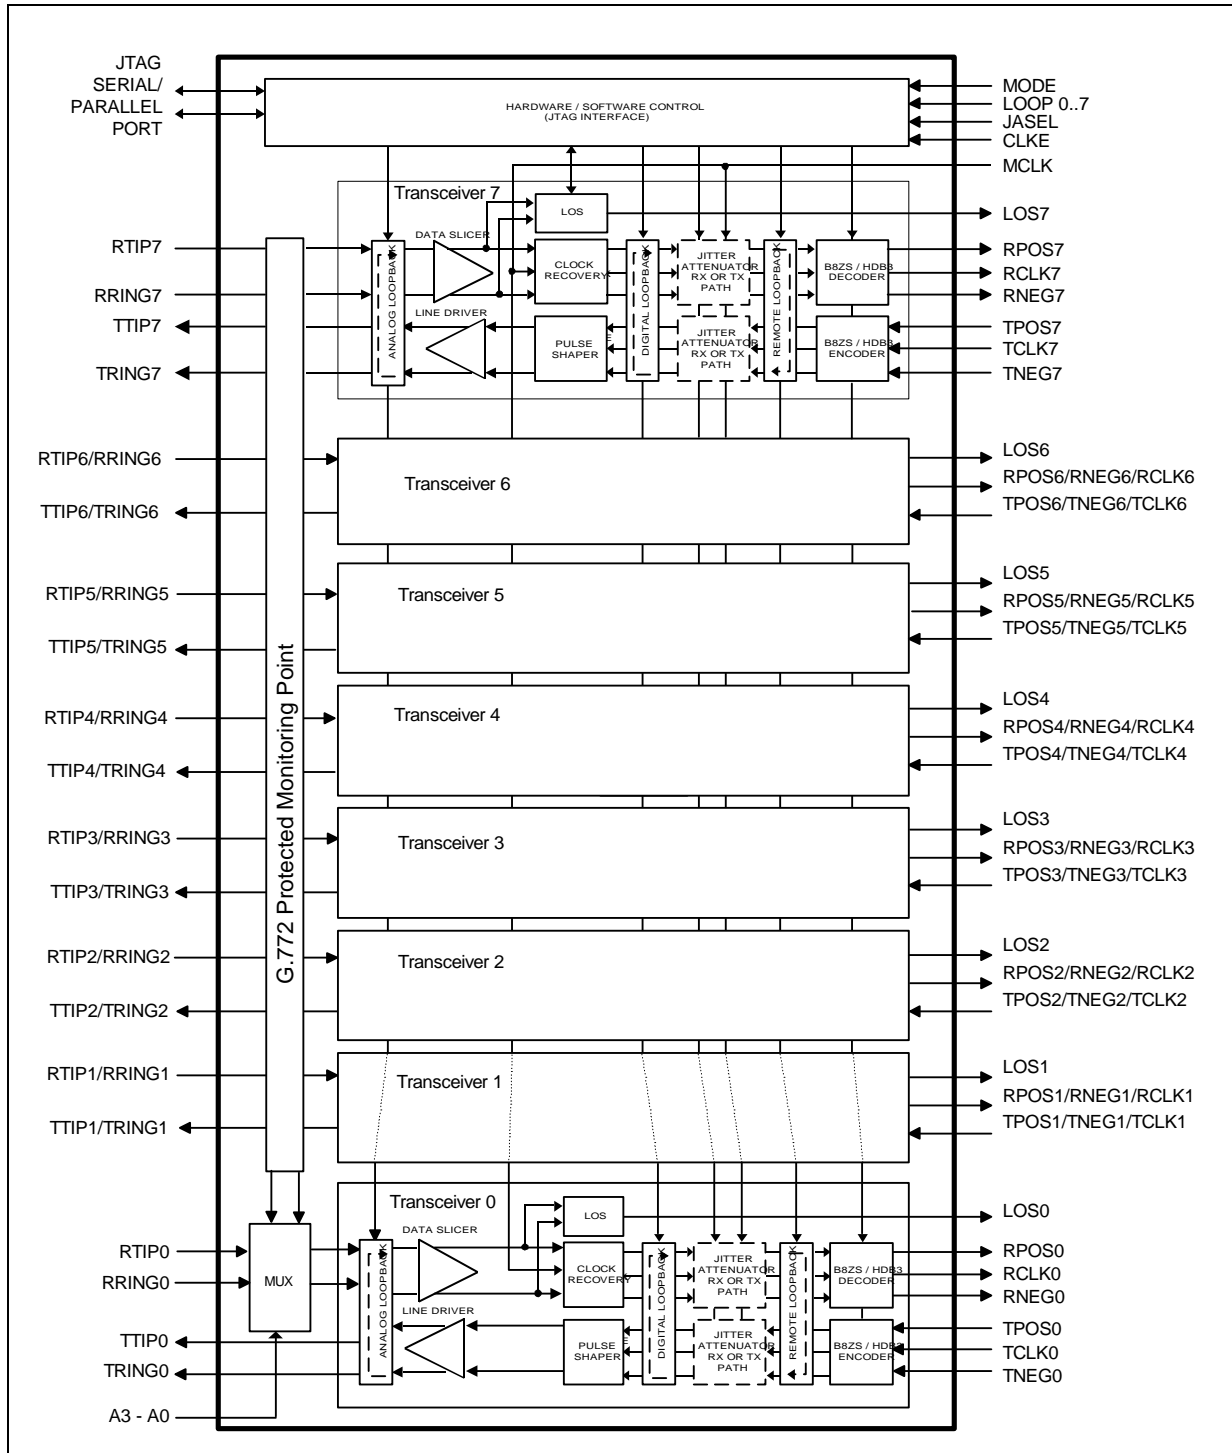 JTAG
SERIAL/
PARALLEL
PORT
HARDWARE / SOFTWARE CONTROL
(JTAG INTERFACE)
MODE
LOOP 0..7
JASEL
CLKE
MCLK
Transceiver 7
LOS
LOS7
DATA SLICER
RTIP7
RRING7
TTIP7
TRING7
ANALOG LOOPBACK
LINE DRIVER
CLOCK
RECOVERY
PULSE
SHAPER
DIGITAL LOOPBACK
JITTER
ATTENUATOR
RX OR TX
PATH
JITTER
ATTENUATOR
RX OR TX
PATH
REMOTE LOOPBACK
B8ZS / HDB3
DECODER
B8ZS / HDB3
ENCODER
RPOS7
RCLK7
RNEG7
TPOS7
TCLK7
TNEG7
G.772 Protected Monitoring Point
RTIP6/RRING6
TTIP6/TRING6
Transceiver 6
LOS6
RPOS6/RNEG6/RCLK6
TPOS6/TNEG6/TCLK6
RTIP5/RRING5
TTIP5/TRING5
Transceiver 5
LOS5
RPOS5/RNEG5/RCLK5
TPOS5/TNEG5/TCLK5
RTIP4/RRING4
TTIP4/TRING4
Transceiver 4
LOS4
RPOS4/RNEG4/RCLK4
TPOS4/TNEG4/TCLK4
RTIP3/RRING3
TTIP3/TRING3
Transceiver 3
LOS3
RPOS3/RNEG3/RCLK3
TPOS3/TNEG3/TCLK3
RTIP2/RRING2
TTIP2/TRING2
Transceiver 2
LOS2
RPOS2/RNEG2/RCLK2
TPOS2/TNEG2/TCLK2
RTIP1/RRING1
TTIP1/TRING1
Transceiver 1
LOS1
RPOS1/RNEG1/RCLK1
TPOS1/TNEG1/TCLK1
Transceiver 0
LOS
LOS0
DATA SLICER
RTIP0
RRING0
TTIP0
TRING0
A3 - A0
MUX
ANALOG LOOPBACK
LINE DRIVER
CLOCK
RECOVERY
PULSE
SHAPER
DIGITAL LOOPBACK
JITTER
ATTENUATOR
RX OR TX
PATH
JITTER
ATTENUATOR
RX OR TX
PATH
REMOTE LOOPBACK
B8ZS / HDB3
DECODER
B8ZS / HDB3
ENCODER
RPOS0
RCLK0
RNEG0
TPOS0
TCLK0
TNEG0